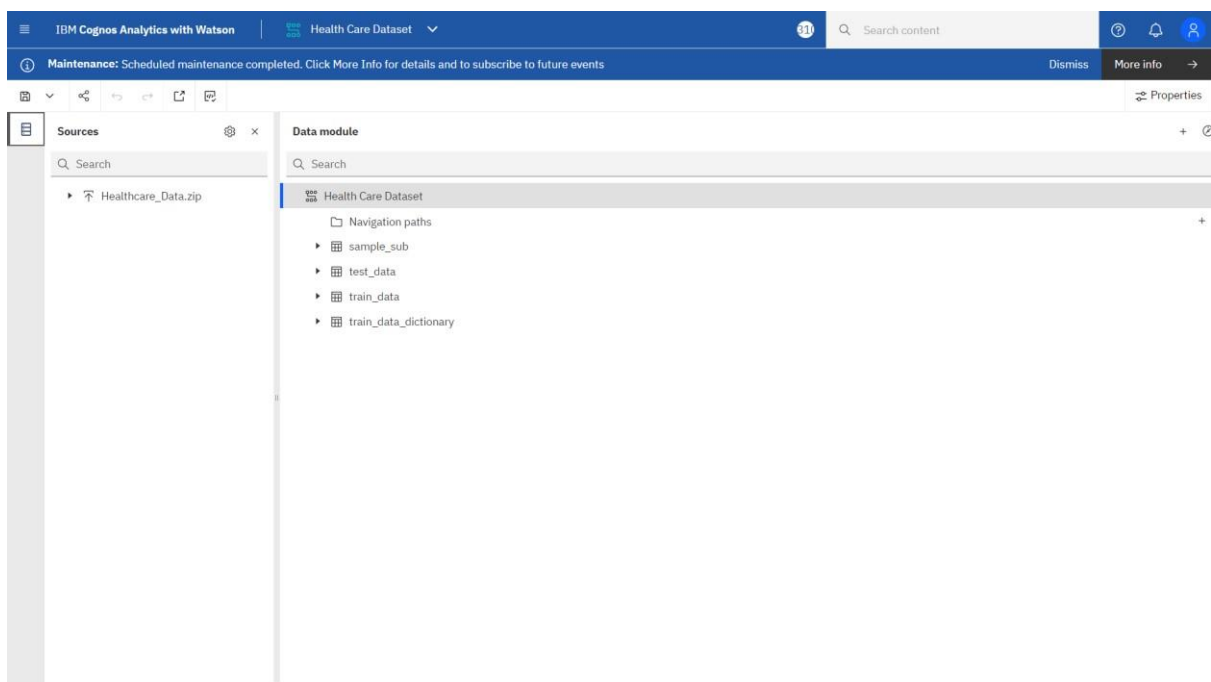 IBM Cognos Analytics with Watson
Health Care Dataset
Search content
Maintenance: Scheduled maintenance completed. Click More Info for details and to subscribe to future events
Dismiss
More info
Properties
Sources
Data module
Search
Search
Healthcare_Data.zip
Health Care Dataset
Navigation paths
sample_sub
test_data
train_data
train_data_dictionary